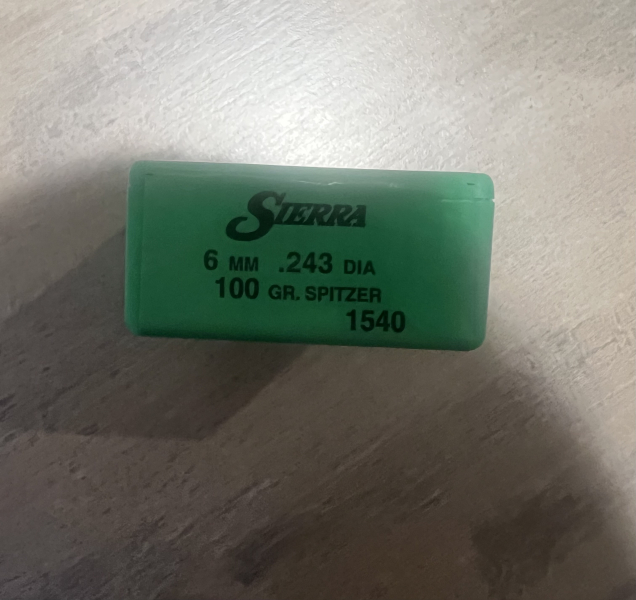 SIERRA
6 MM .243 DIA
100 GR. SPITZER
1540